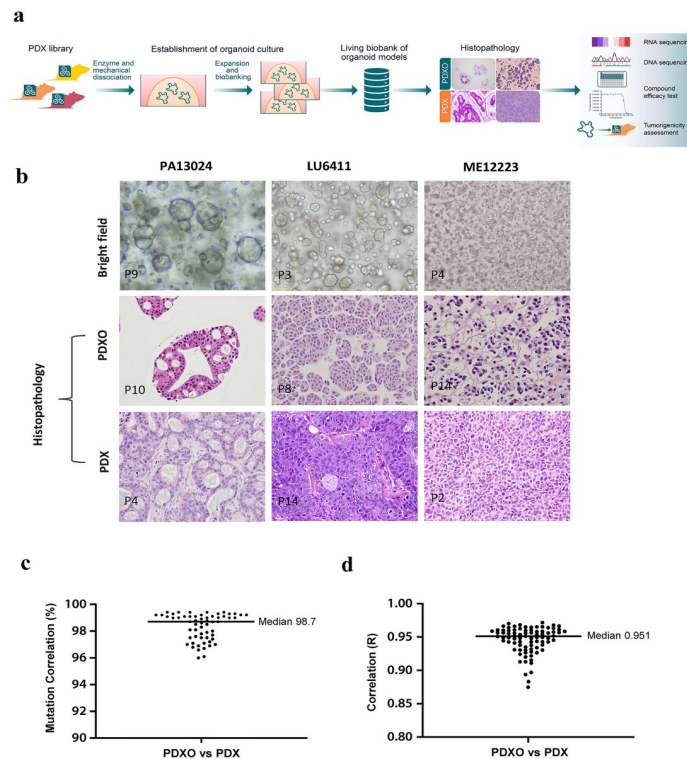 a
PDX library
Enzyme and
mechanical
dissociation
Establishment of organoid culture
Expansion
and
biobanking
Living biobank of
organoid models
Histopathology
PDXO
PDX
RNA sequencing
DNA sequencing
Compound
efficacy test
Tumorigenicity
assessment
b
PA13024
LU6411
ME12223
Bright field
P9
P3
P4
Histopathology
PDXO
P10
P8
P14
PDX
P4
P14
P2
c
Mutation Correlation (%)
100
98
96
94
92
90
Median 98.7
PDXO vs PDX
d
Correlation (R)
1.00
0.95
0.90
0.85
0.80
Median 0.951
PDXO vs PDX